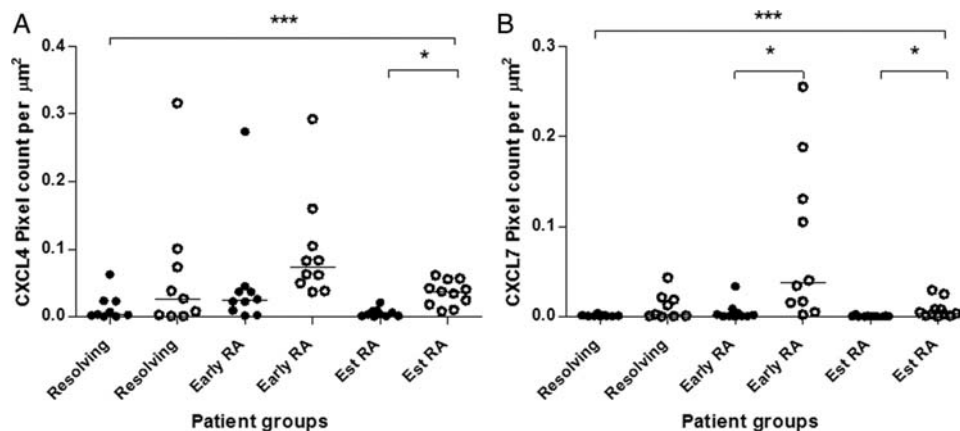 A
***
*
0.4
0.3
0.2
0.1
0.0
CXCL4 Pixel count per µm²
Resolving
Resolving
Early RA
Early RA
Est RA
Est RA
Patient groups
B
***
*
*
0.3
0.2
0.1
0.0
CXCL7 Pixel count per µm²
Resolving
Resolving
Early RA
Early RA
Est RA
Est RA
Patient groups